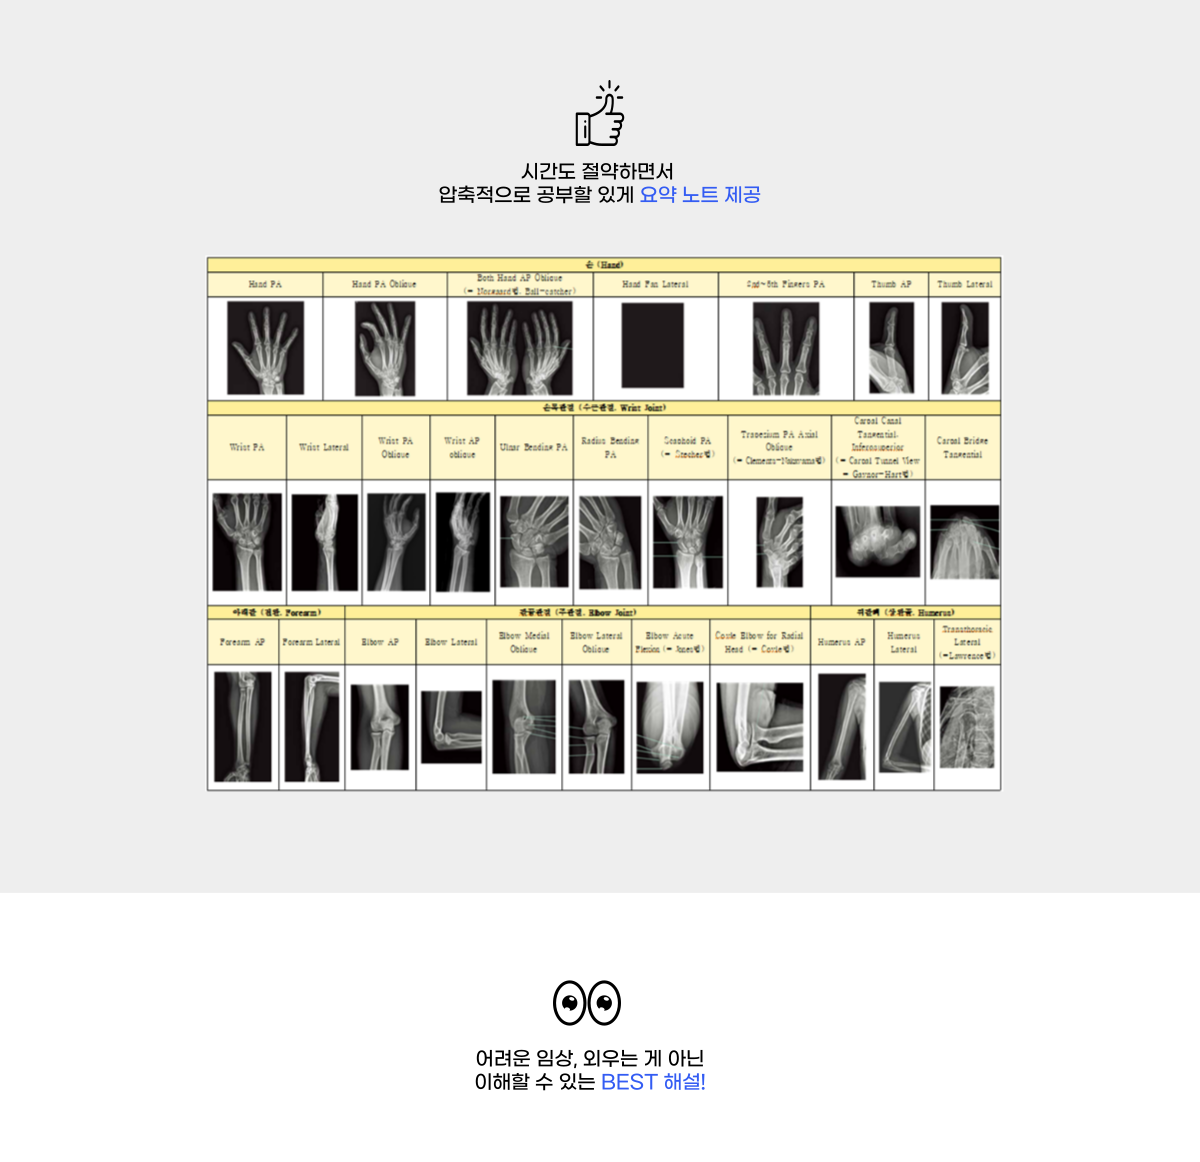 시간도 절약하면서
압축적으로 공부할 있게 요약 노트 제공
손 (Hand)
Hand PA
Hand PA Oblique
Both Hand AP Oblique
(= Norgaard법, Ball-catcher)
Hand Fan Lateral
2nd~5th Fingers PA
Thumb AP
Thumb Lateral
손목관절 (수근관절, Wrist Joint)
Wrist PA
Wrist Lateral
Wrist PA
Oblique
Wrist AP
oblique
Ulnar Bending PA
Radius Bending
PA
Scaphoid PA
(= Stecher법)
Trapezium PA Axial
Oblique
(= Clements-Nakayama법)
Carpal Canal
Tangential,
Inferosuperior
(= Carpal Tunnel View
= Gaynor-Hart법)
Carpal Bridge
Tangential
아래팔 (전완, Forearm)
팔꿈관절 (주관절, Elbow Joint)
위팔뼈 (상완골, Humerus)
Forearm AP
Forearm Lateral
Elbow AP
Elbow Lateral
Elbow Medial
Oblique
Elbow Lateral
Oblique
Elbow Acute
Flexion (= Jones법)
Coyle Elbow for Radial
Head (= Coyle법)
Humerus AP
Humerus
Lateral
Transthoracic
Lateral
(=Lawrence법)
어려운 임상, 외우는 게 아닌
이해할 수 있는 BEST 해설!